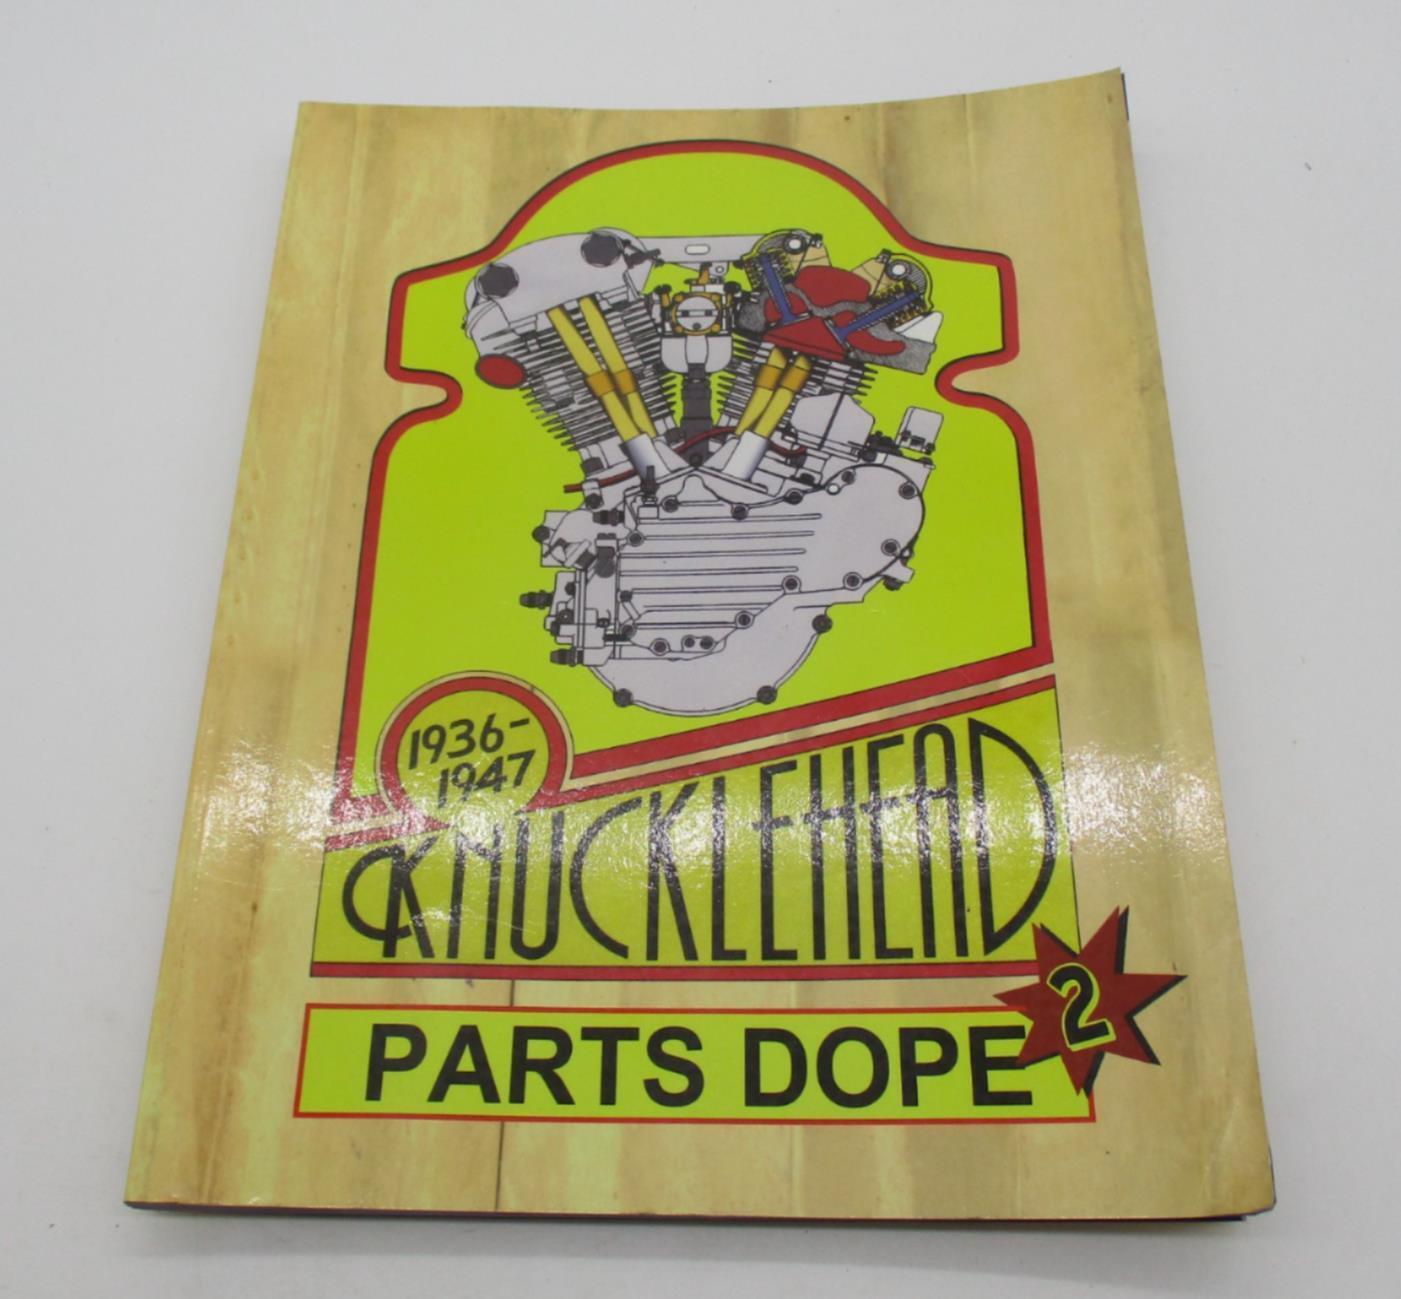 1936-
1947
KNUCKLEHEAD
2
PARTS DOPE